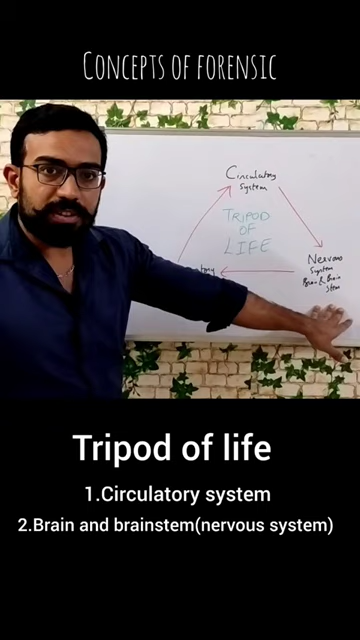 CONCEPTS OF FORENSIC
Circulatory
System
TRIPOD
OF
LIFE
Nervous
System
Brain & Brain
Stem
Tripod of life
1.Circulatory system
2.Brain and brainstem(nervous system)